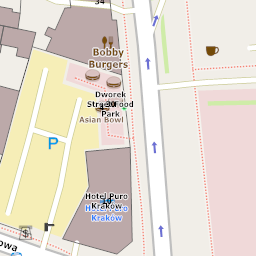 34
Bobby
Burgers
Dworek
Street Food
Park
Asian Bowl
P
Hotel Puro
Kraków
Kraków
owa